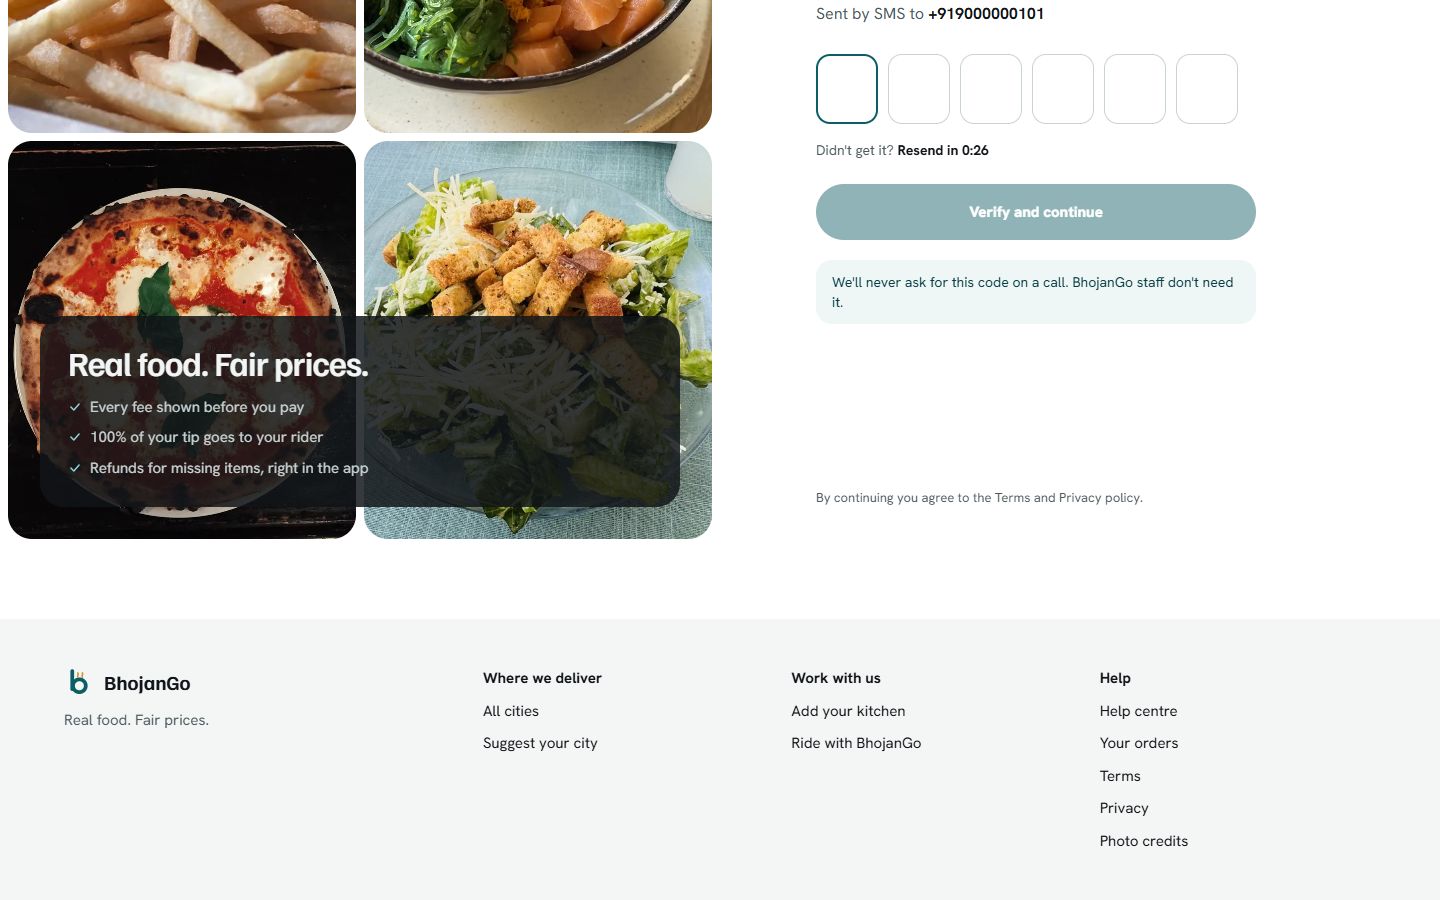 Sent by SMS to +919000000101
Didn't get it? Resend in 0:26
Verify and continue
We'll never ask for this code on a call. BhojanGo staff don't need
it.
Real food. Fair prices.
Every fee shown before you pay
100% of your tip goes to your rider
Refunds for missing items, right in the app
By continuing you agree to the Terms and Privacy policy.
BhojanGo
Real food. Fair prices.
Where we deliver
All cities
Suggest your city
Work with us
Add your kitchen
Ride with BhojanGo
Help
Help centre
Your orders
Terms
Privacy
Photo credits